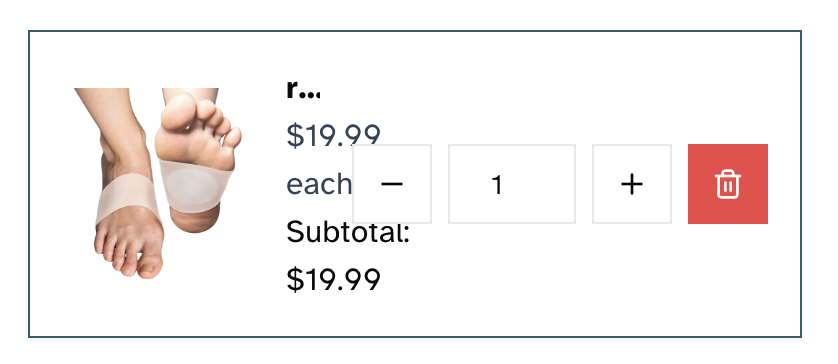 r...
$19.99
each
− 1 +
Subtotal:
$19.99